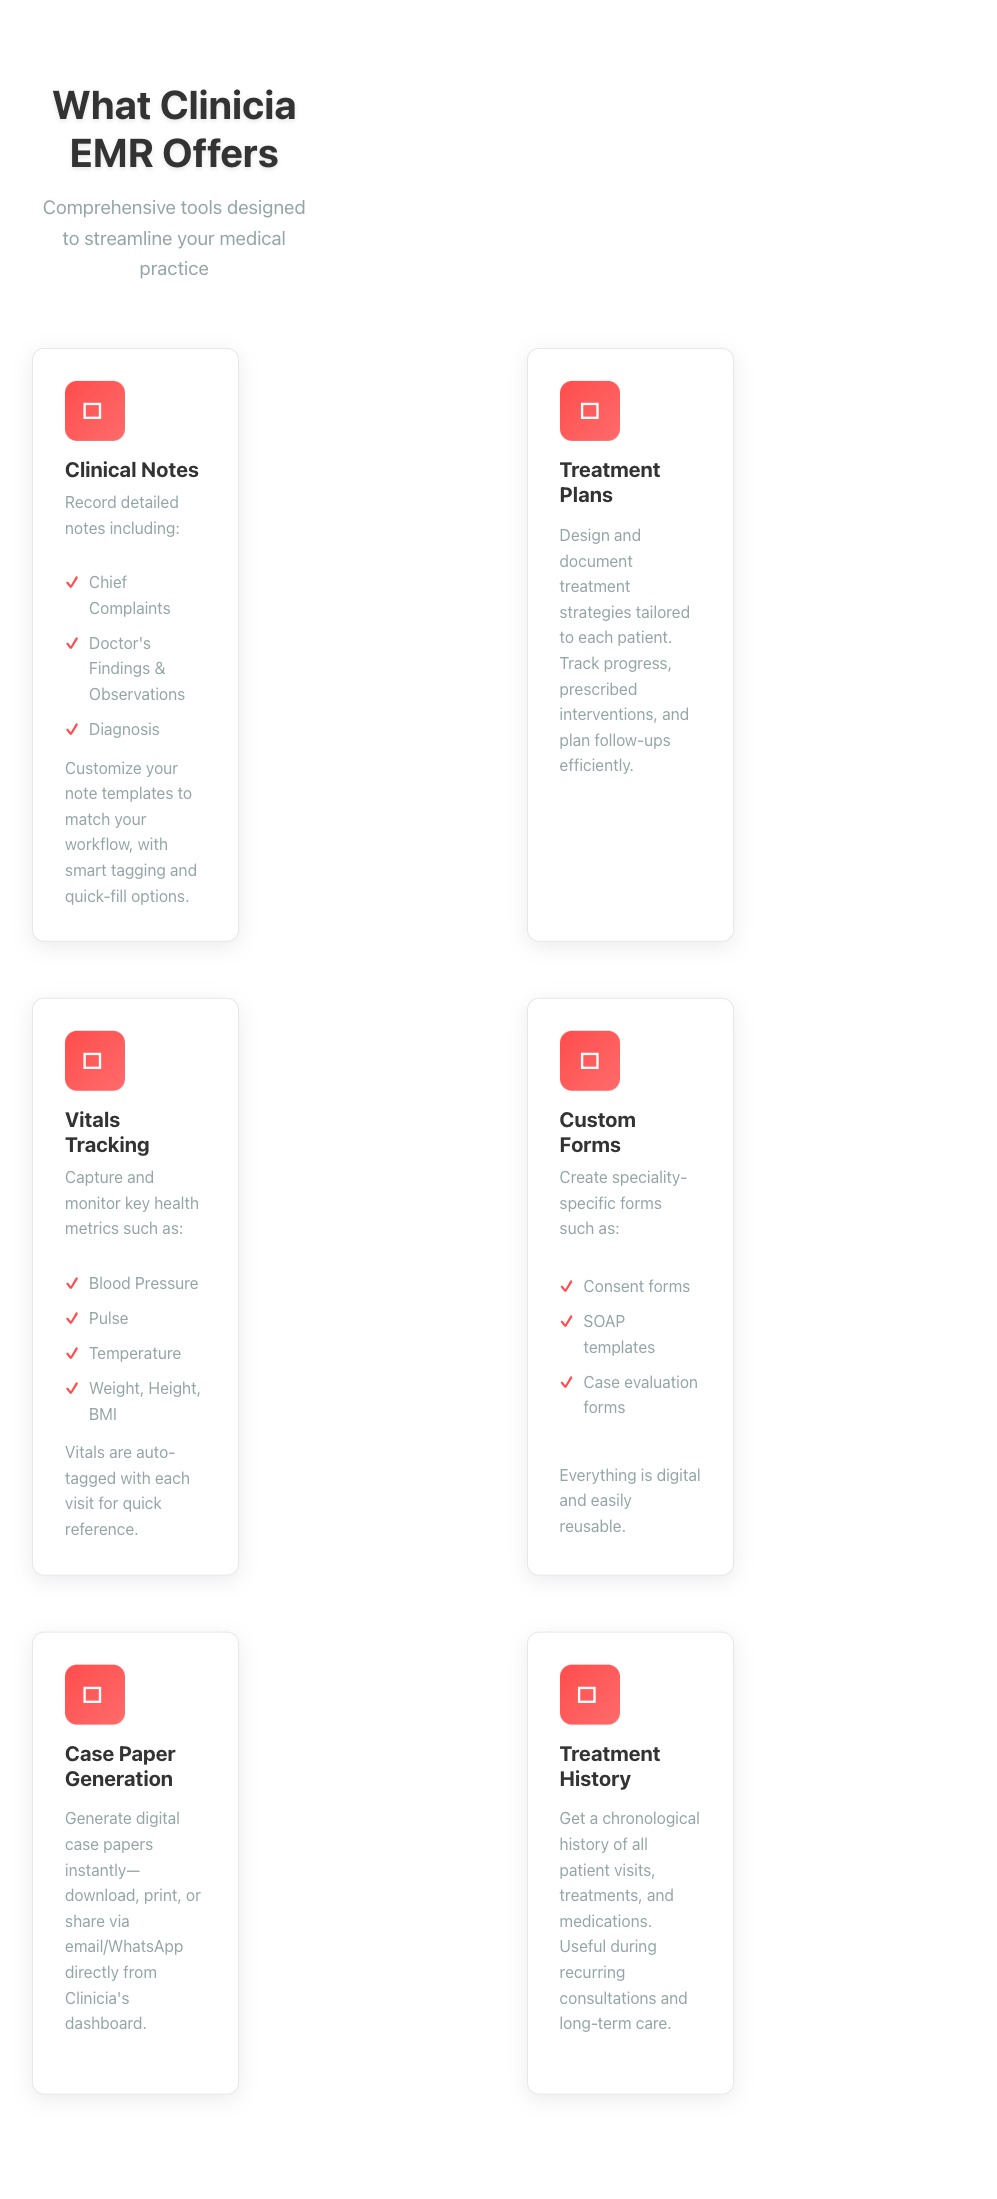 What Clinicia
EMR Offers
Comprehensive tools designed
to streamline your medical
practice
Clinical Notes
Record detailed
notes including:
Chief
Complaints
Doctor's
Findings &
Observations
Diagnosis
Customize your
note templates to
match your
workflow, with
smart tagging and
quick-fill options.
Treatment
Plans
Design and
document
treatment
strategies tailored
to each patient.
Track progress,
prescribed
interventions, and
plan follow-ups
efficiently.
Vitals
Tracking
Capture and
monitor key health
metrics such as:
Blood Pressure
Pulse
Temperature
Weight, Height,
BMI
Vitals are auto-
tagged with each
visit for quick
reference.
Custom
Forms
Create speciality-
specific forms
such as:
Consent forms
SOAP
templates
Case evaluation
forms
Everything is digital
and easily
reusable.
Case Paper
Generation
Generate digital
case papers
instantly—
download, print, or
share via
email/WhatsApp
directly from
Clinicia's
dashboard.
Treatment
History
Get a chronological
history of all
patient visits,
treatments, and
medications.
Useful during
recurring
consultations and
long-term care.